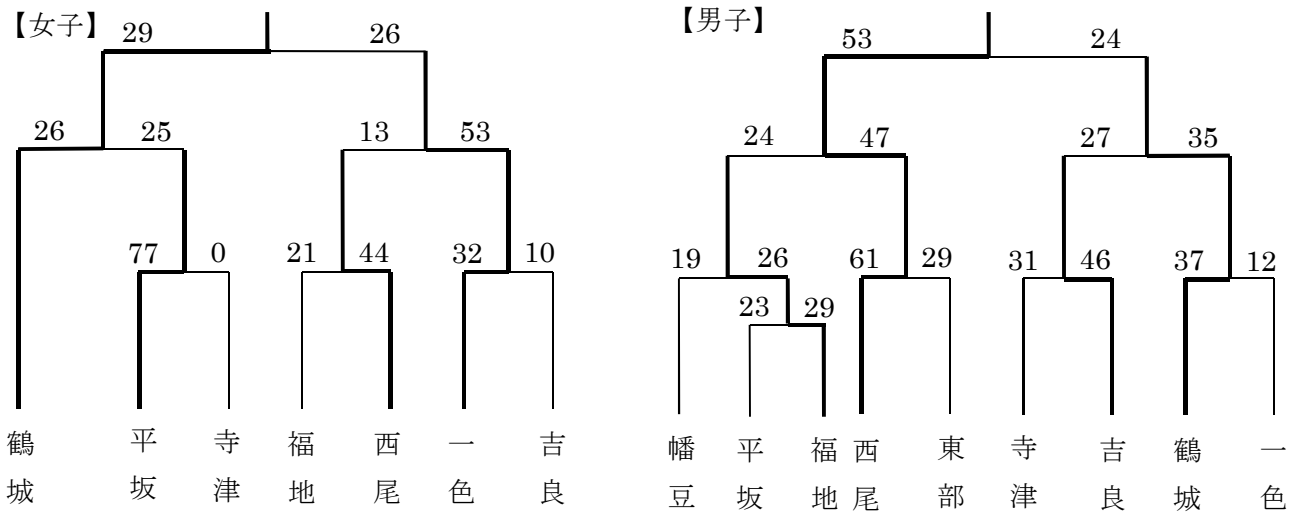 【女子】
29 26
26 25 13 53
77 0 21 44 32 10
鶴城 平坂 寺津 福地 西尾 一色 吉良
【男子】
53 24
24 47 27 35
19 26 61 29 31 46 37 12
23 29
幡豆 平坂 福地 西尾 東部 寺津 吉良 鶴城 一色